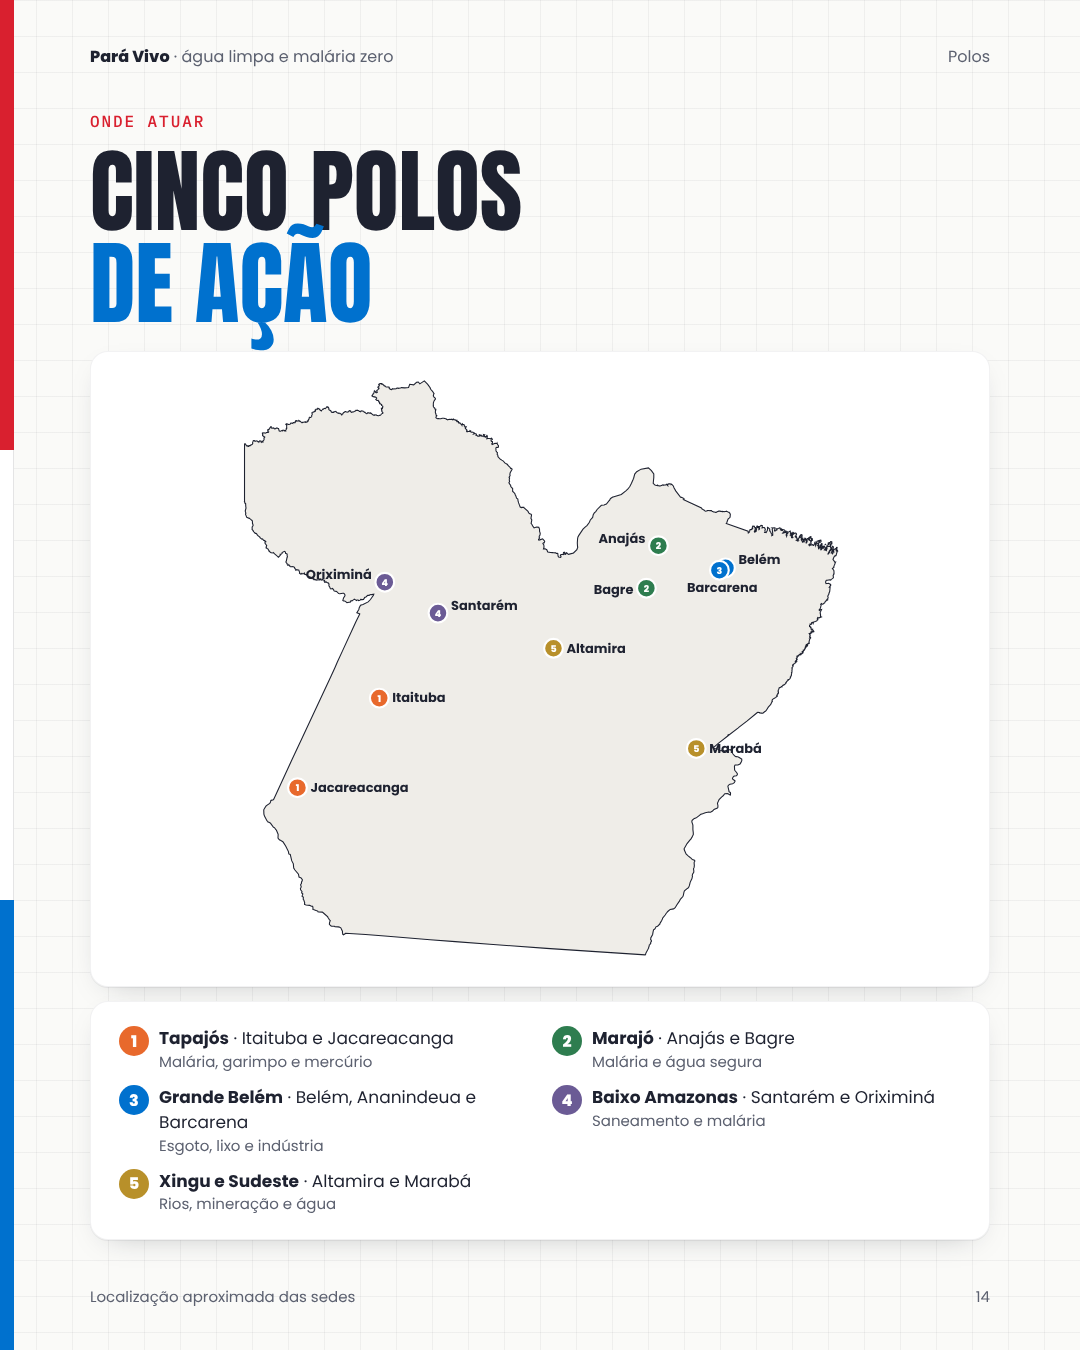 Pará Vivo · água limpa e malária zero
Polos
ONDE ATUAR
CINCO POLOS
DE AÇÃO
Anajás 2
Belém
3
Barcarena
Oriximiná 4
Bagre 2
4 Santarém
5 Altamira
1 Itaituba
5 Marabá
1 Jacareacanga
1 Tapajós · Itaituba e Jacareacanga
Malária, garimpo e mercúrio
2 Marajó · Anajás e Bagre
Malária e água segura
3 Grande Belém · Belém, Ananindeua e
Barcarena
Esgoto, lixo e indústria
4 Baixo Amazonas · Santarém e Oriximiná
Saneamento e malária
5 Xingu e Sudeste · Altamira e Marabá
Rios, mineração e água
Localização aproximada das sedes
14